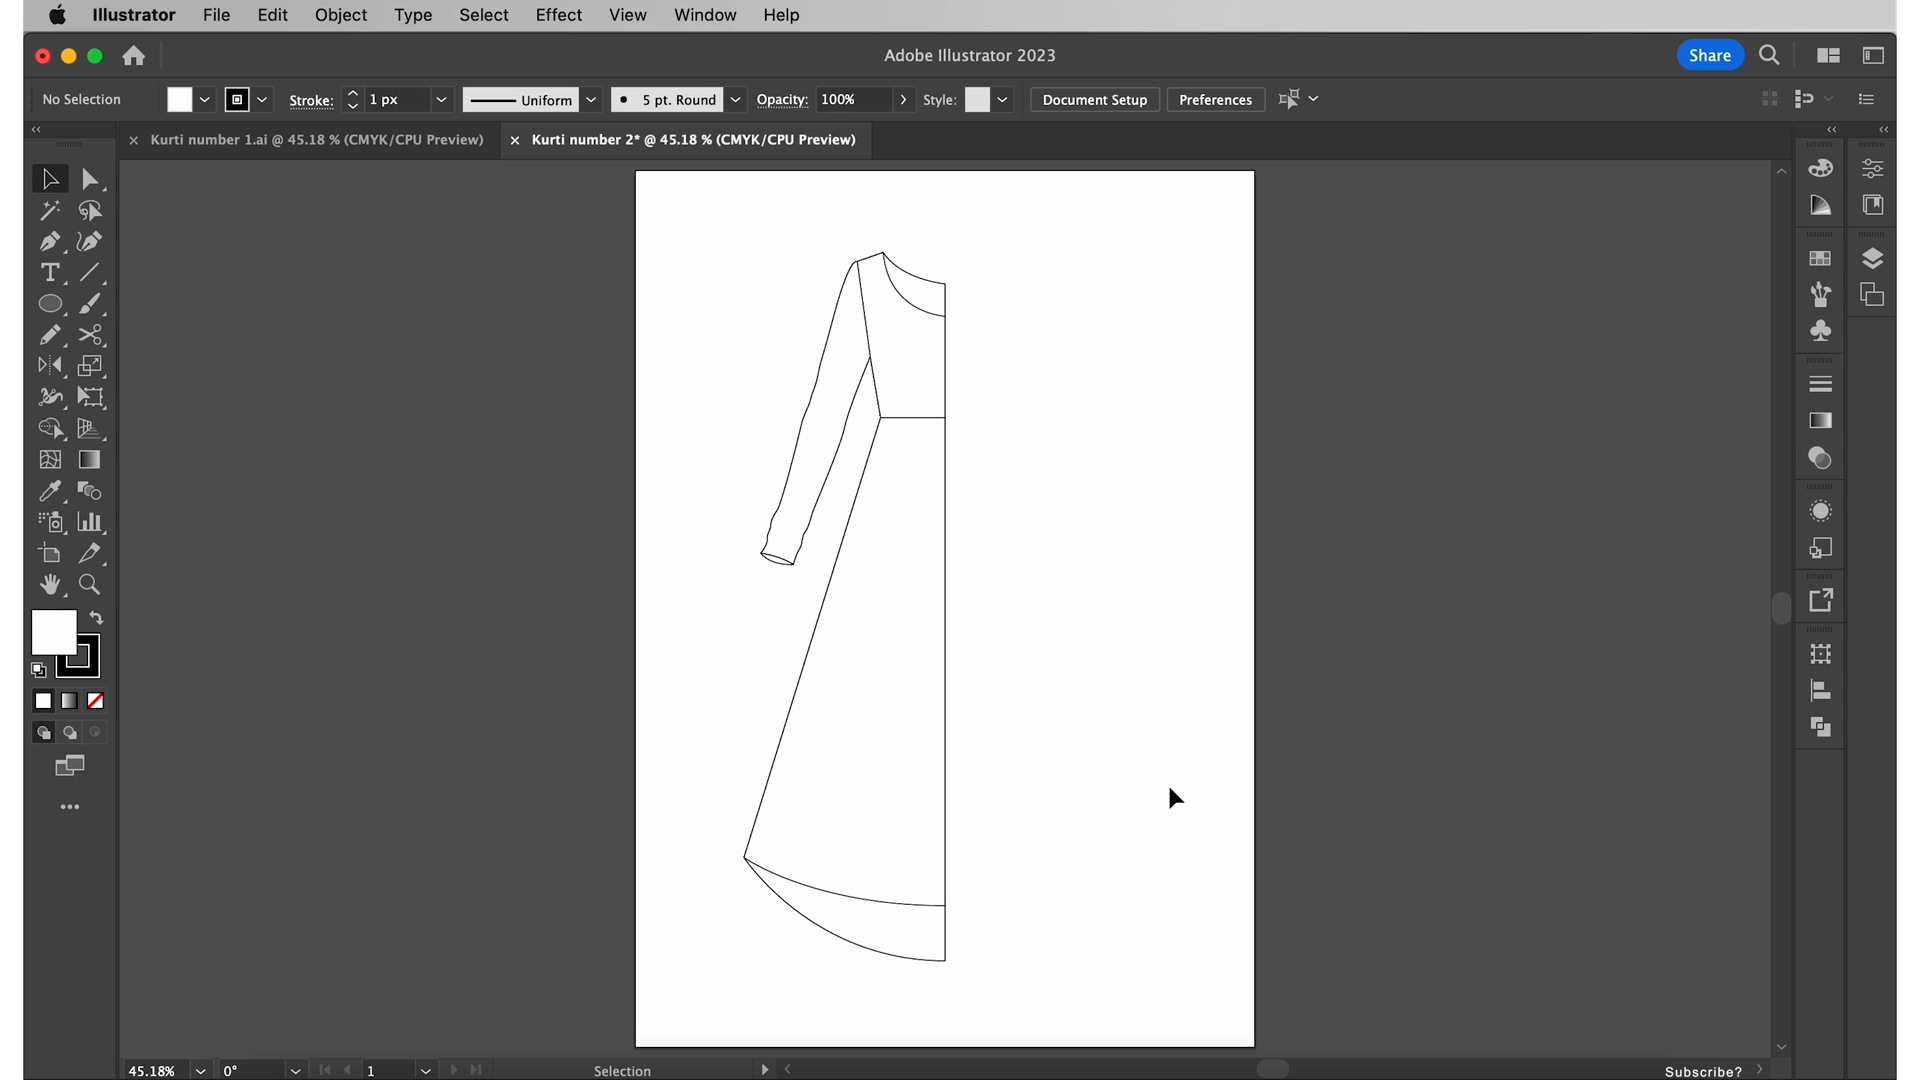 Illustrator File Edit Object Type Select Effect View Window Help
Adobe Illustrator 2023
Share
No Selection
Stroke: 1 px
Uniform
5 pt. Round
Opacity: 100%
Style:
Document Setup
Preferences
Kurti number 1.ai @ 45.18 % (CMYK/CPU Preview)
Kurti number 2* @ 45.18 % (CMYK/CPU Preview)
45.18%
0°
1
Selection
Subscribe?